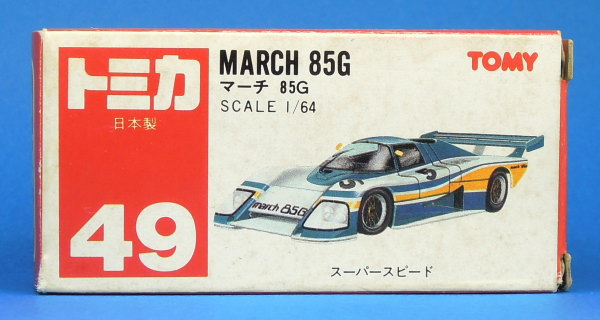 トミカ
日本製
49
MARCH 85G
マーチ 85G
SCALE 1/64
TOMY
march 85G
スーパースピード